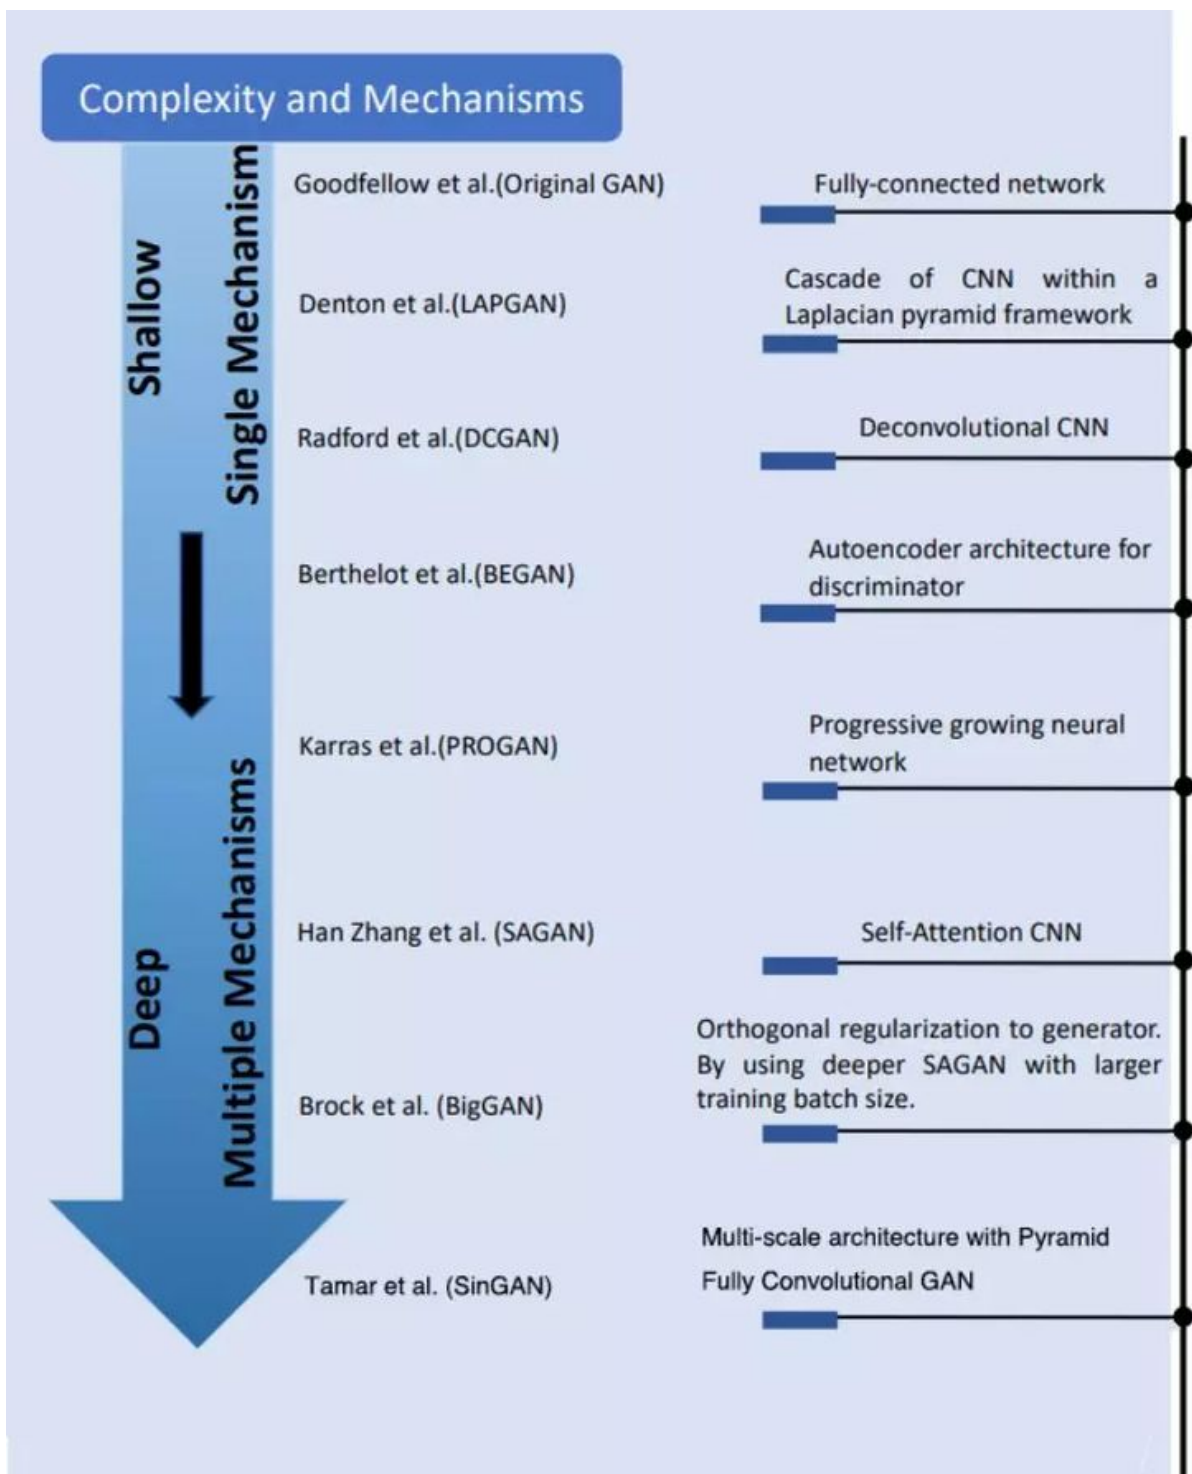 Complexity and Mechanisms
Shallow
Single Mechanism
Goodfellow et al.(Original GAN)
Fully-connected network
Denton et al.(LAPGAN)
Cascade of CNN within a
Laplacian pyramid framework
Radford et al.(DCGAN)
Deconvolutional CNN
Berthelot et al.(BEGAN)
Autoencoder architecture for
discriminator
Karras et al.(PROGAN)
Progressive growing neural
network
Deep
Multiple Mechanisms
Han Zhang et al. (SAGAN)
Self-Attention CNN
Brock et al. (BigGAN)
Orthogonal regularization to generator.
By using deeper SAGAN with larger
training batch size.
Tamar et al. (SinGAN)
Multi-scale architecture with Pyramid
Fully Convolutional GAN